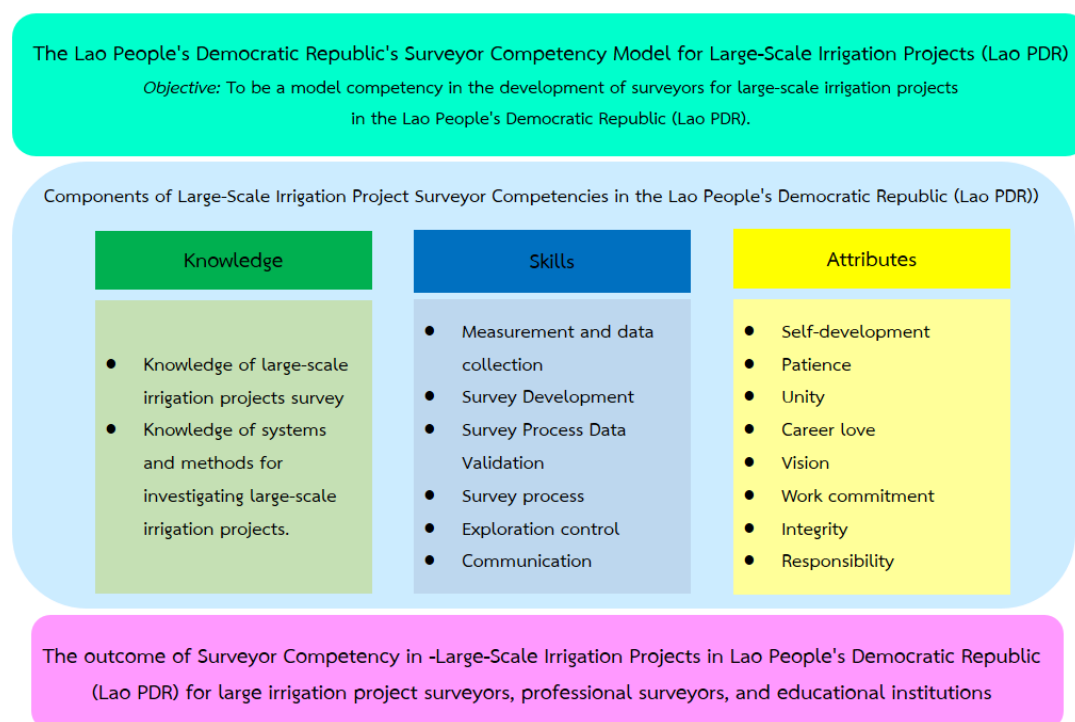 The Lao People's Democratic Republic's Surveyor Competency Model for Large-Scale Irrigation Projects (Lao PDR)
Objective: To be a model competency in the development of surveyors for large-scale irrigation projects
in the Lao People's Democratic Republic (Lao PDR).
Components of Large-Scale Irrigation Project Surveyor Competencies in the Lao People's Democratic Republic (Lao PDR))
Knowledge
● Knowledge of large-scale
irrigation projects survey
● Knowledge of systems
and methods for
investigating large-scale
irrigation projects.
Skills
● Measurement and data
collection
● Survey Development
● Survey Process Data
Validation
● Survey process
● Exploration control
● Communication
Attributes
● Self-development
● Patience
● Unity
● Career love
● Vision
● Work commitment
● Integrity
● Responsibility
The outcome of Surveyor Competency in -Large-Scale Irrigation Projects in Lao People's Democratic Republic
(Lao PDR) for large irrigation project surveyors, professional surveyors, and educational institutions